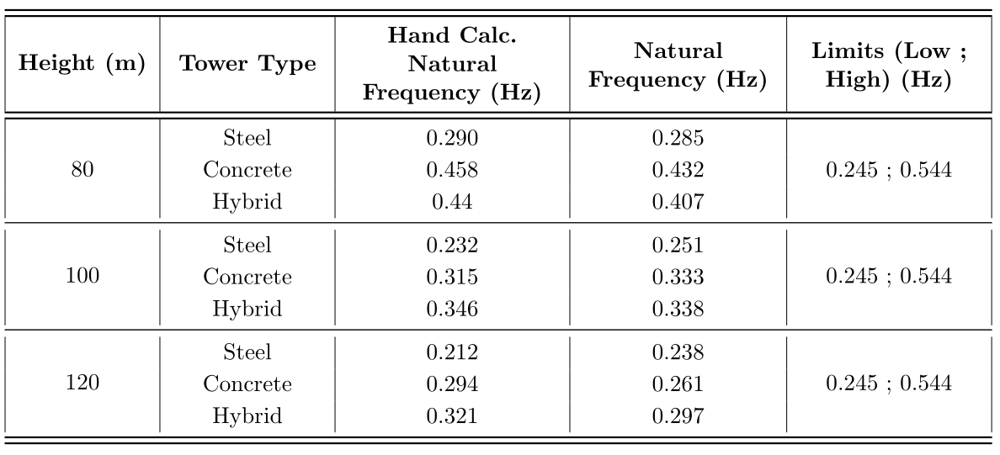 Height (m) Tower Type Hand Calc. Natural Frequency (Hz) Natural Frequency (Hz) Limits (Low ; High) (Hz)
80 Steel 0.290 0.285 0.245 ; 0.544
Concrete 0.458 0.432
Hybrid 0.44 0.407
100 Steel 0.232 0.251 0.245 ; 0.544
Concrete 0.315 0.333
Hybrid 0.346 0.338
120 Steel 0.212 0.238 0.245 ; 0.544
Concrete 0.294 0.261
Hybrid 0.321 0.297